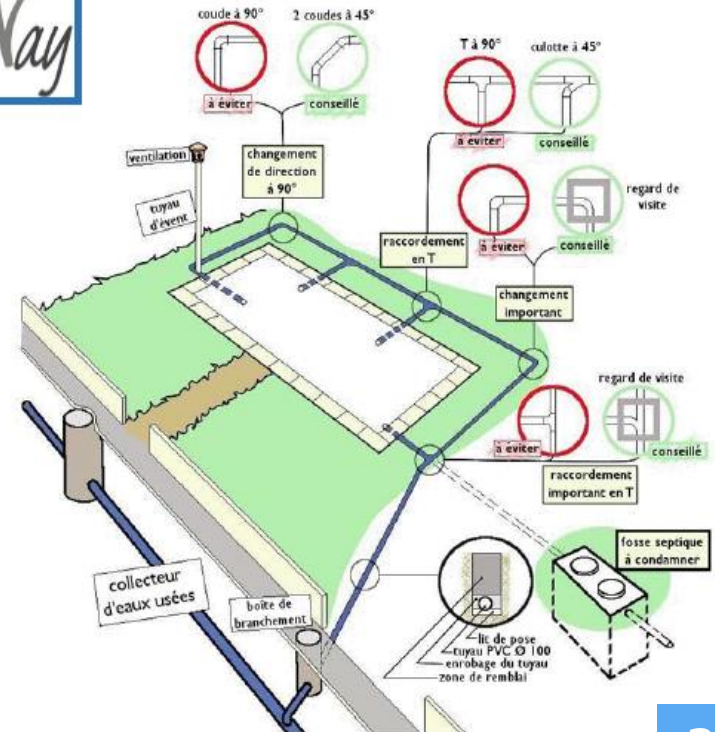 Nay
coude à 90°
2 coudes à 45°
à éviter
conseillé
T à 90°
culotte à 45°
à éviter
conseillé
ventilation
changement
de direction
à 90°
tuyau
d'évent
regard de
visite
à éviter
conseillé
raccordement
en T
changement
important
regard de visite
à éviter
conseillé
raccordement
important en T
fosse septique
à condamner
collecteur
d'eaux usées
boîte de
branchement
lit de pose
tuyau PVC Ø 100
enrobage du tuyau
zone de remblai